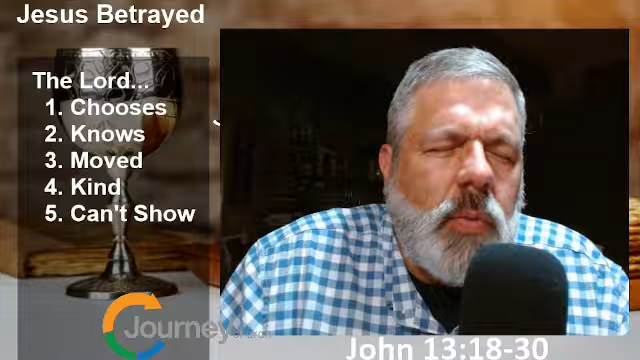 Jesus Betrayed
The Lord...
1. Chooses
2. Knows
3. Moved
4. Kind
5. Can't Show
Journey
John 13:18-30